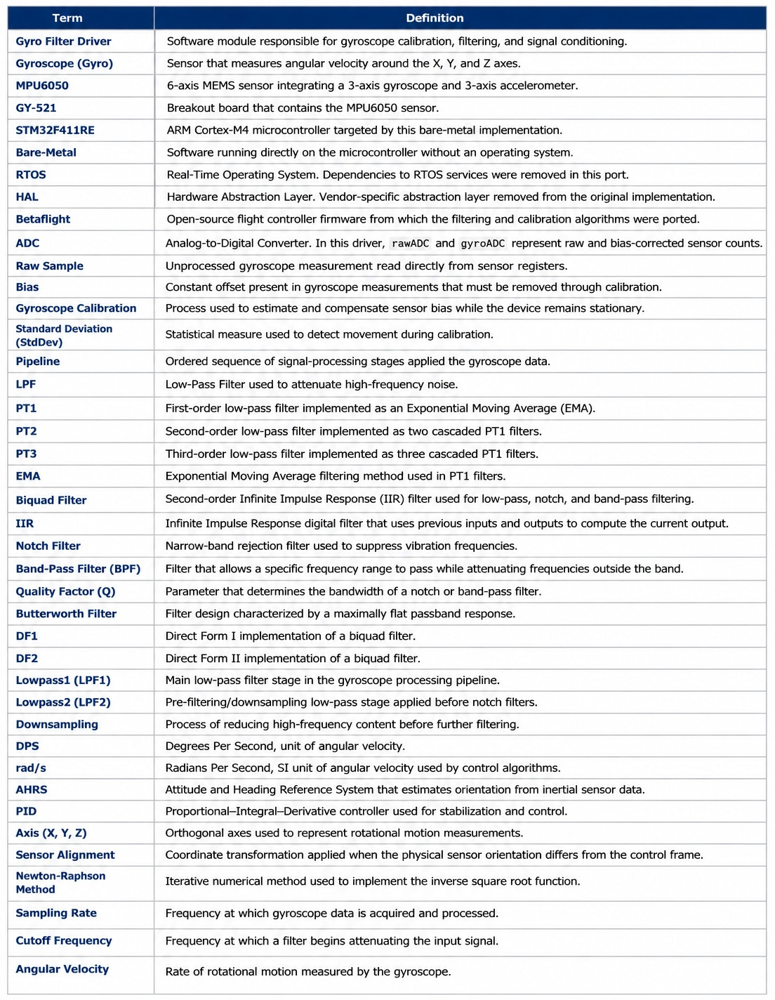 Term Definition
Gyro Filter Driver Software module responsible for gyroscope calibration, filtering, and signal conditioning.
Gyroscope (Gyro) Sensor that measures angular velocity around the X, Y, and Z axes.
MPU6050 6-axis MEMS sensor integrating a 3-axis gyroscope and 3-axis accelerometer.
GY-521 Breakout board that contains the MPU6050 sensor.
STM32F411RE ARM Cortex-M4 microcontroller targeted by this bare-metal implementation.
Bare-Metal Software running directly on the microcontroller without an operating system.
RTOS Real-Time Operating System. Dependencies to RTOS services were removed in this port.
HAL Hardware Abstraction Layer. Vendor-specific abstraction layer removed from the original implementation.
Betaflight Open-source flight controller firmware from which the filtering and calibration algorithms were ported.
ADC Analog-to-Digital Converter. In this driver, rawADC and gyroADC represent raw and bias-corrected sensor counts.
Raw Sample Unprocessed gyroscope measurement read directly from sensor registers.
Bias Constant offset present in gyroscope measurements that must be removed through calibration.
Gyroscope Calibration Process used to estimate and compensate sensor bias while the device remains stationary.
Standard Deviation
(StdDev) Statistical measure used to detect movement during calibration.
Pipeline Ordered sequence of signal-processing stages applied the gyroscope data.
LPF Low-Pass Filter used to attenuate high-frequency noise.
PT1 First-order low-pass filter implemented as an Exponential Moving Average (EMA).
PT2 Second-order low-pass filter implemented as two cascaded PT1 filters.
PT3 Third-order low-pass filter implemented as three cascaded PT1 filters.
EMA Exponential Moving Average filtering method used in PT1 filters.
Biquad Filter Second-order Infinite Impulse Response (IIR) filter used for low-pass, notch, and band-pass filtering.
IIR Infinite Impulse Response digital filter that uses previous inputs and outputs to compute the current output.
Notch Filter Narrow-band rejection filter used to suppress vibration frequencies.
Band-Pass Filter (BPF) Filter that allows a specific frequency range to pass while attenuating frequencies outside the band.
Quality Factor (Q) Parameter that determines the bandwidth of a notch or band-pass filter.
Butterworth Filter Filter design characterized by a maximally flat passband response.
DF1 Direct Form I implementation of a biquad filter.
DF2 Direct Form II implementation of a biquad filter.
Lowpass1 (LPF1) Main low-pass filter stage in the gyroscope processing pipeline.
Lowpass2 (LPF2) Pre-filtering/downsampling low-pass stage applied before notch filters.
Downsampling Process of reducing high-frequency content before further filtering.
DPS Degrees Per Second, unit of angular velocity.
rad/s Radians Per Second, SI unit of angular velocity used by control algorithms.
AHRS Attitude and Heading Reference System that estimates orientation from inertial sensor data.
PID Proportional–Integral–Derivative controller used for stabilization and control.
Axis (X, Y, Z) Orthogonal axes used to represent rotational motion measurements.
Sensor Alignment Coordinate transformation applied when the physical sensor orientation differs from the control frame.
Newton-Raphson
Method Iterative numerical method used to implement the inverse square root function.
Sampling Rate Frequency at which gyroscope data is acquired and processed.
Cutoff Frequency Frequency at which a filter begins attenuating the input signal.
Angular Velocity Rate of rotational motion measured by the gyroscope.